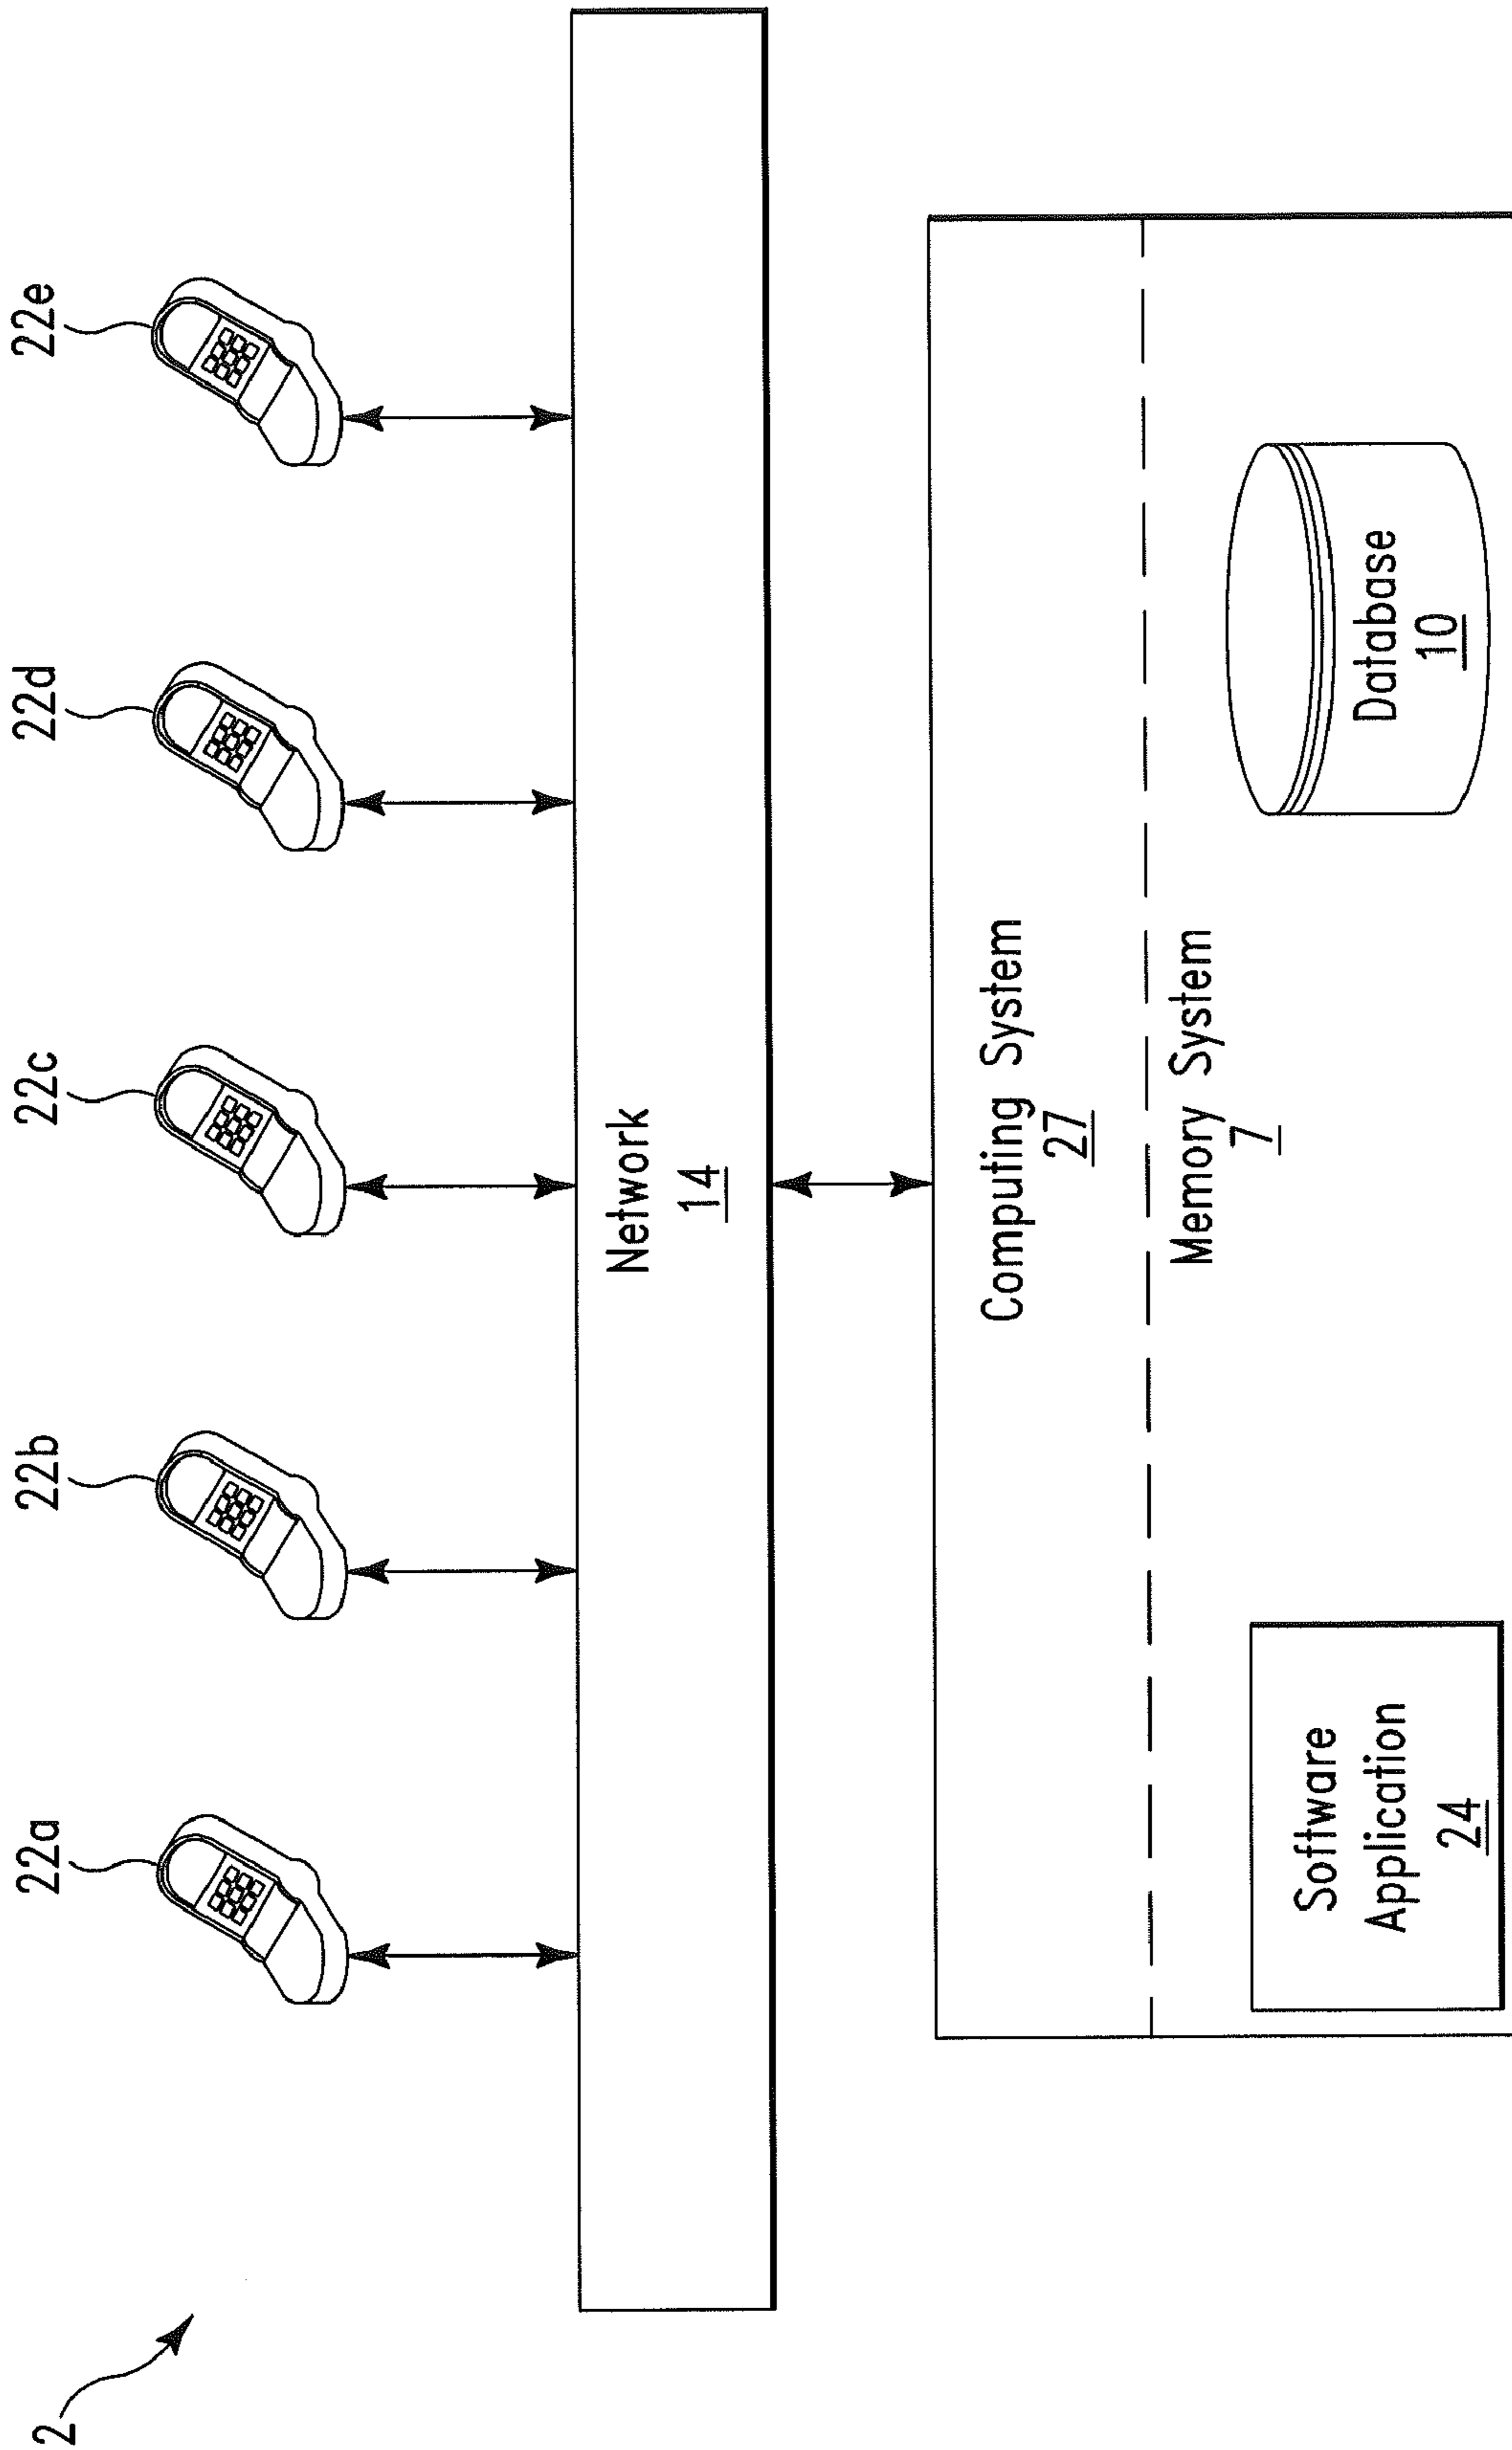 2
22a
22b
22c
22d
22e
Network
14
Computing System
27
Memory System
7
Software
Application
24
Database
10